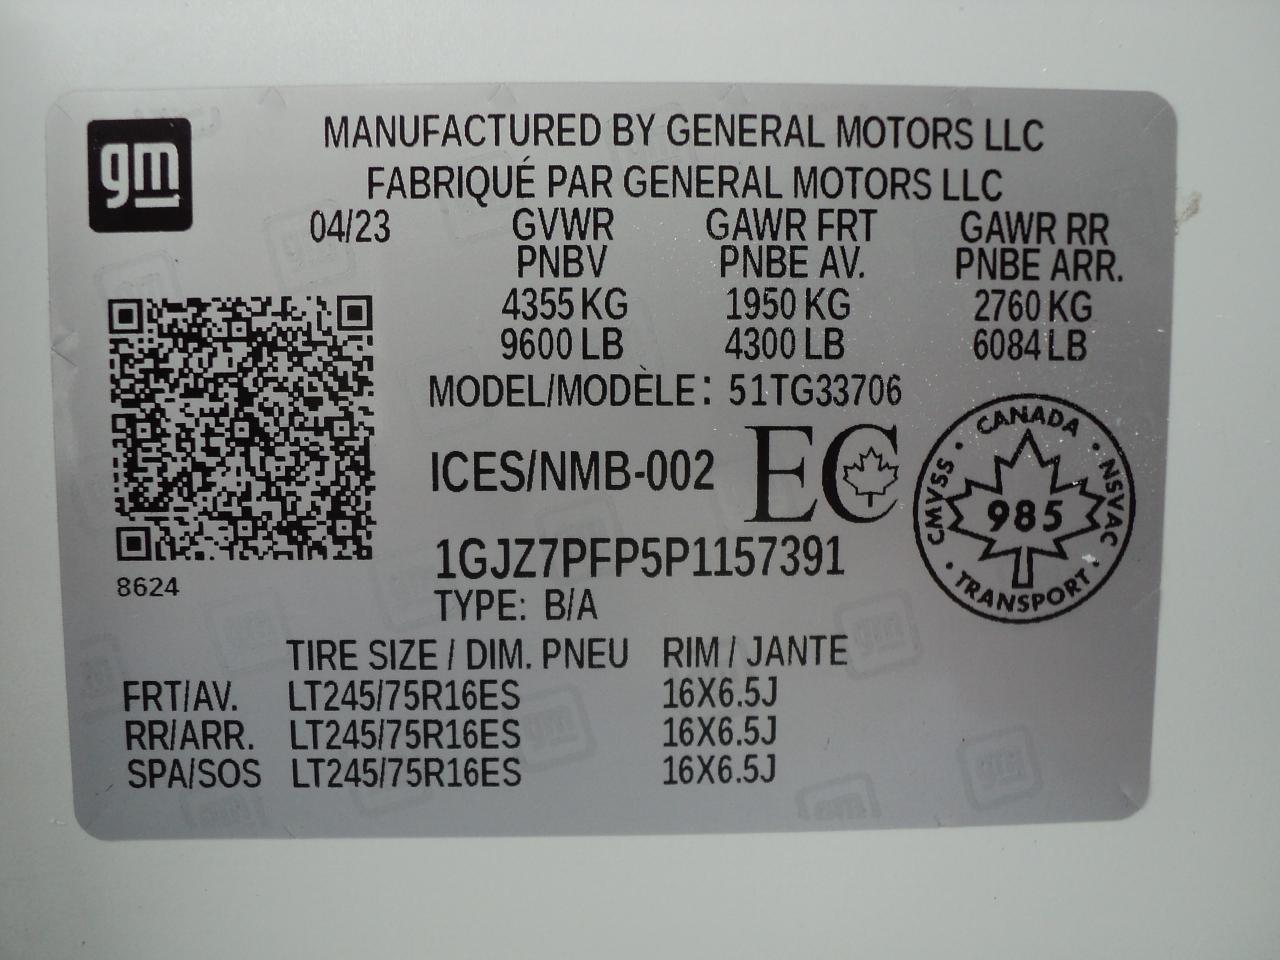 gm
MANUFACTURED BY GENERAL MOTORS LLC
FABRIQUÉ PAR GENERAL MOTORS LLC
04/23 GVWR GAWR FRT GAWR RR
PNBV PNBE AV. PNBE ARR.
4355 KG 1950 KG 2760 KG
9600 LB 4300 LB 6084 LB
MODEL/MODÈLE: 51TG33706
ICES/NMB-002 EC
CANADA
CMVSS 985 NSVAC
TRANSPORT
1GJZ7PFP5P1157391
8624
TYPE: B/A
TIRE SIZE / DIM. PNEU RIM / JANTE
FRT/AV. LT245/75R16ES 16X6.5J
RR/ARR. LT245/75R16ES 16X6.5J
SPA/SOS LT245/75R16ES 16X6.5J